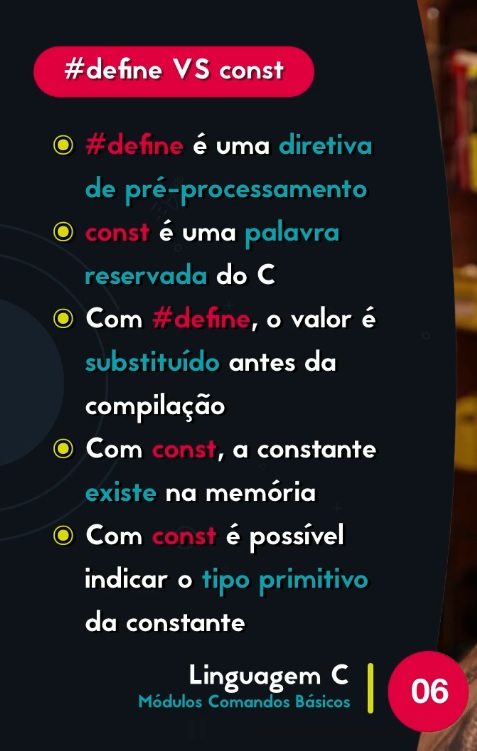 #define VS const
#define é uma diretiva
de pré-processamento
const é uma palavra
reservada do C
Com #define, o valor é
substituído antes da
compilação
Com const, a constante
existe na memória
Com const é possível
indicar o tipo primitivo
da constante
Linguagem C
Módulos Comandos Básicos
06